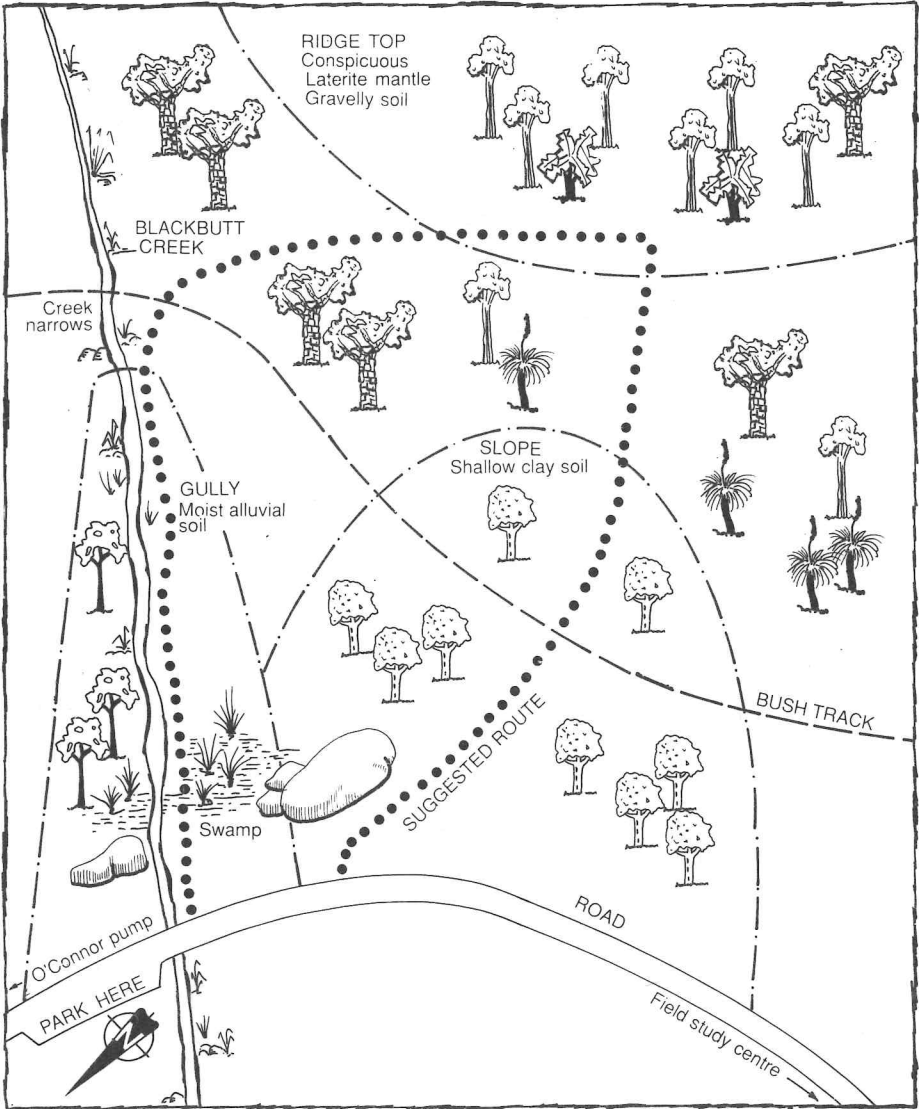 RIDGE TOP
Conspicuous
Laterite mantle
Gravelly soil
BLACKBUTT
CREEK
Creek
narrows
SLOPE
Shallow clay soil
GULLY
Moist alluvial
soil
BUSH TRACK
SUGGESTED ROUTE
Swamp
ROAD
O'Connor pump
PARK HERE
N
Field study centre